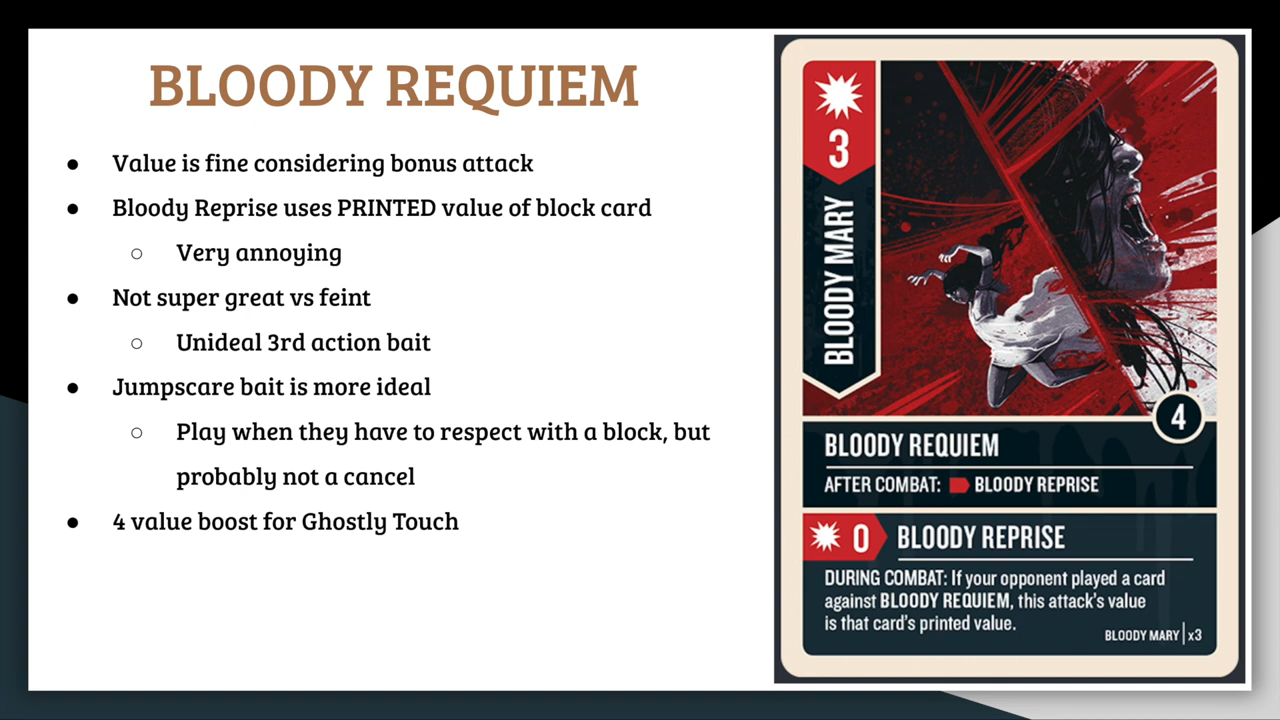 BLOODY REQUIEM
● Value is fine considering bonus attack
● Bloody Reprise uses PRINTED value of block card
○ Very annoying
● Not super great vs feint
○ Unideal 3rd action bait
● Jumpscare bait is more ideal
○ Play when they have to respect with a block, but
probably not a cancel
● 4 value boost for Ghostly Touch
3
BLOODY MARY
4
BLOODY REQUIEM
AFTER COMBAT: BLOODY REPRISE
0 BLOODY REPRISE
DURING COMBAT: If your opponent played a card
against BLOODY REQUIEM, this attack's value
is that card's printed value.
BLOODY MARY | x3